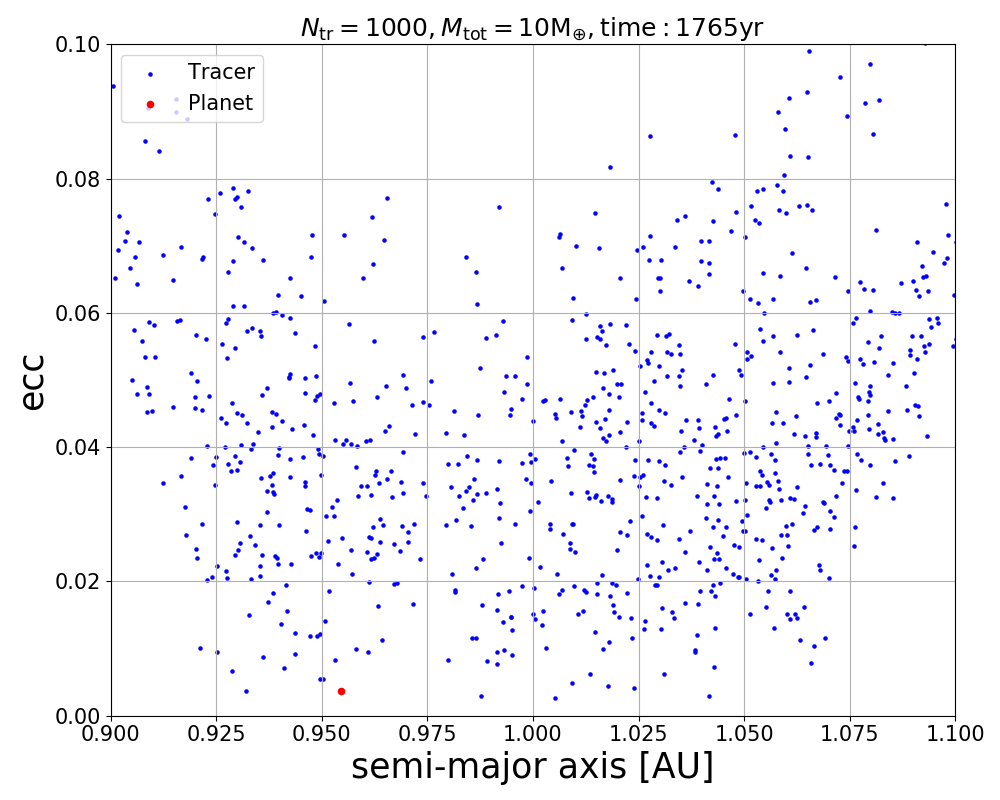 N_tr = 1000, M_tot = 10M_⊕, time : 1765yr
Tracer
Planet
ecc
0.10
0.08
0.06
0.04
0.02
0.00
0.900 0.925 0.950 0.975 1.000 1.025 1.050 1.075 1.100
semi-major axis [AU]